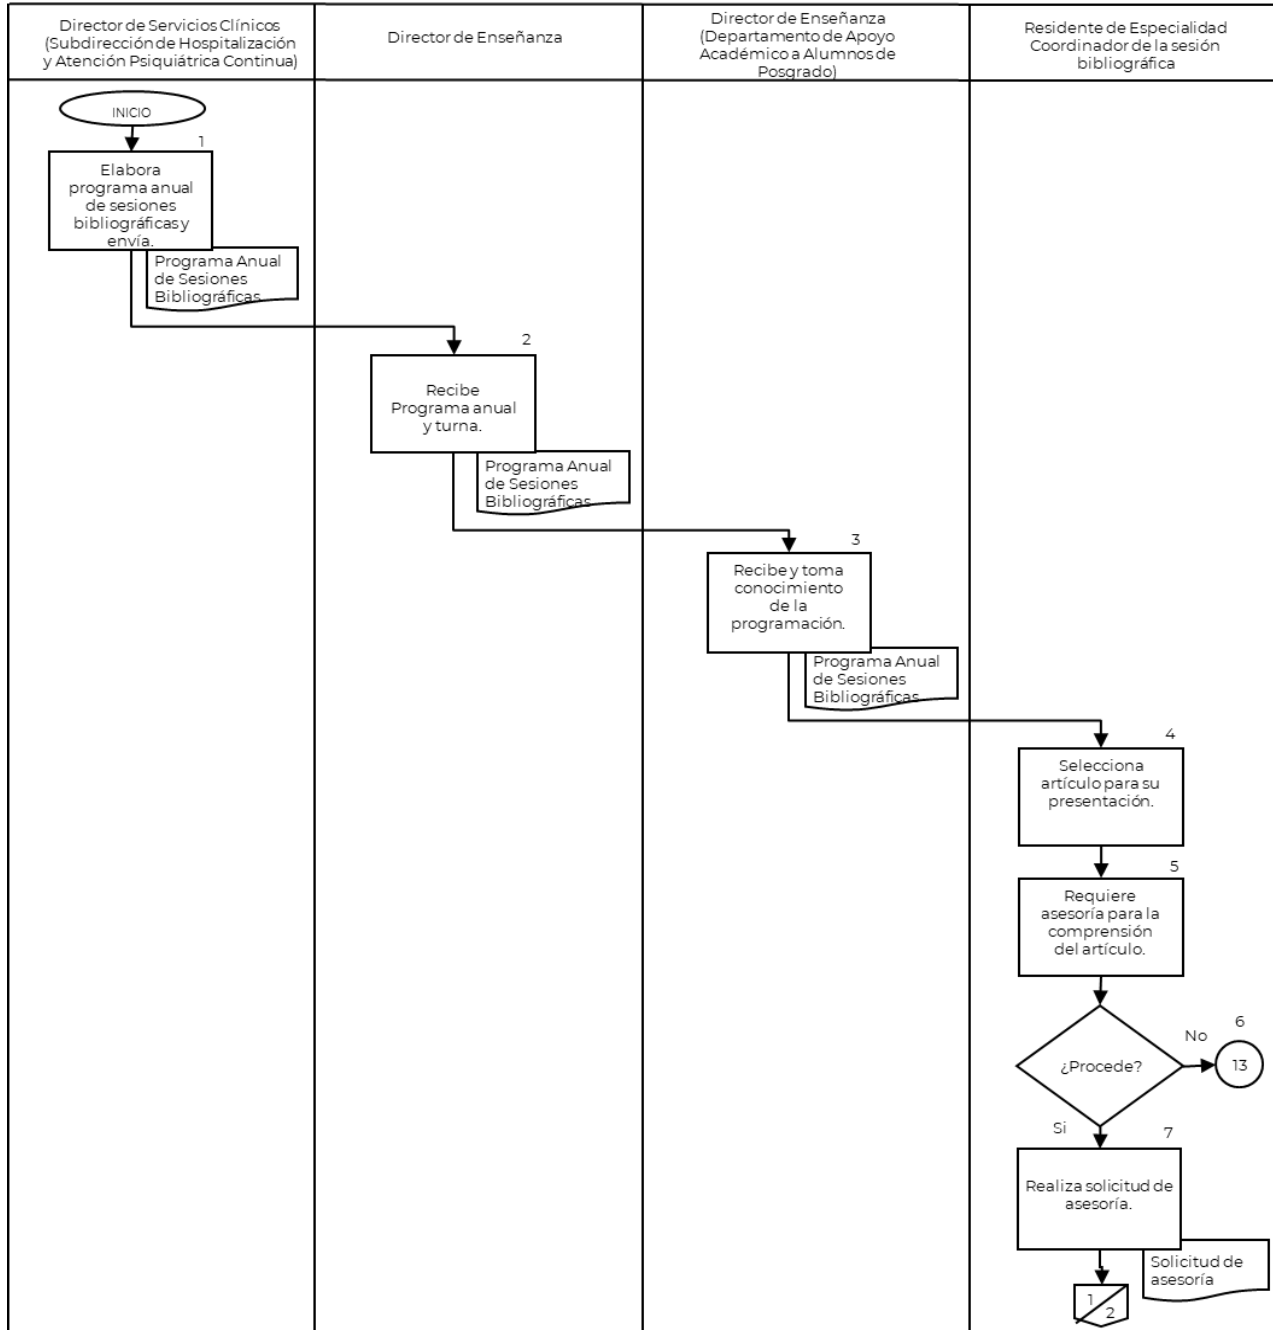 Director de Servicios Clínicos
(Subdirección de Hospitalización
y Atención Psiquiátrica Continua)
Director de Enseñanza
Director de Enseñanza
(Departamento de Apoyo
Académico a Alumnos de
Posgrado)
Residente de Especialidad
Coordinador de la sesión
bibliográfica
INICIO
1
Elabora
programa anual
de sesiones
bibliográficas y
envía.
Programa Anual
de Sesiones
Bibliográficas
2
Recibe
Programa anual
y turna.
Programa Anual
de Sesiones
Bibliográficas
3
Recibe y toma
conocimiento
de la
programación.
Programa Anual
de Sesiones
Bibliográficas
4
Selecciona
artículo para su
presentación.
5
Requiere
asesoría para la
comprensión
del artículo.
6
No
¿Procede?
13
Si
7
Realiza solicitud de
asesoría.
Solicitud de
asesoría
1
2